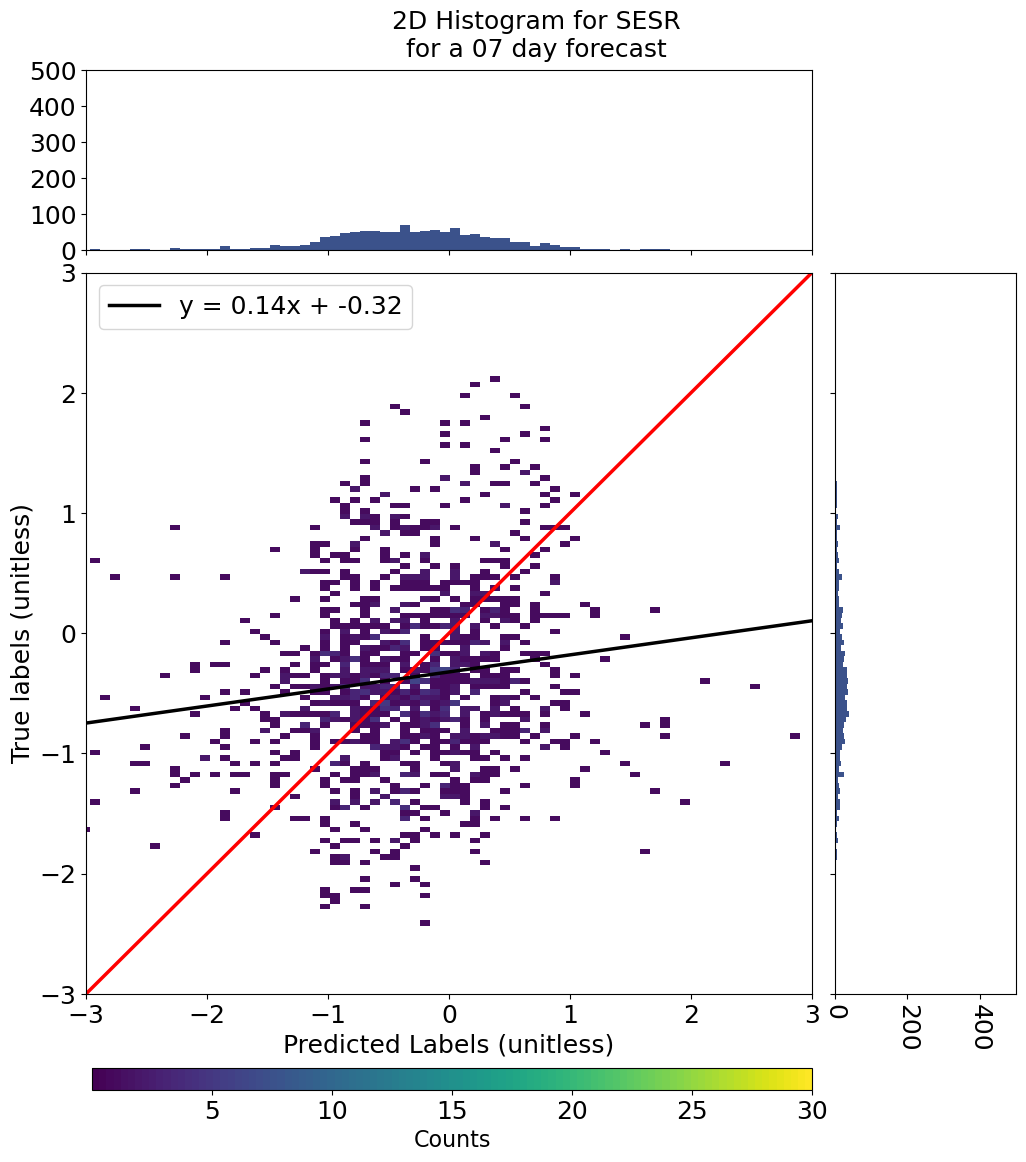 2D Histogram for SESR
for a 07 day forecast
500
400
300
200
100
0
3
2
1
0
−1
−2
−3
True labels (unitless)
y = 0.14x + -0.32
−3 −2 −1 0 1 2 3
Predicted Labels (unitless)
0 200 400
5 10 15 20 25 30
Counts